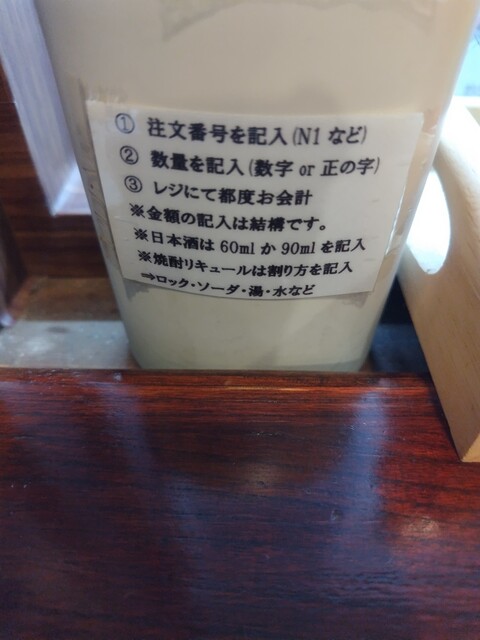 ① 注文番号を記入(N1 など)
② 数量を記入(数字 or 正の字)
③ レジにて都度お会計
※金額の記入は結構です。
※日本酒は 60ml か 90ml を記入
※焼酎リキュールは割り方を記入
⇒ロック・ソーダ・湯・水など